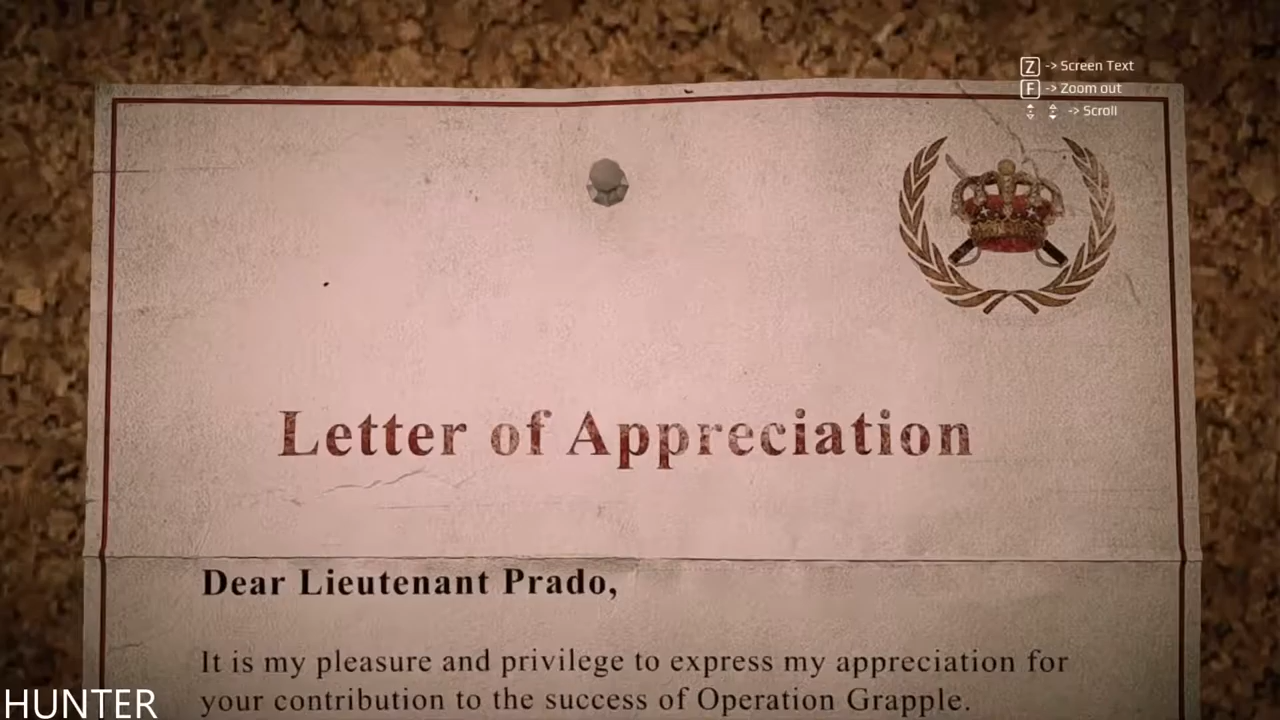 Z -> Screen Text
F -> Zoom out
-> Scroll
Letter of Appreciation
Dear Lieutenant Prado,
It is my pleasure and privilege to express my appreciation for
your contribution to the success of Operation Grapple.
HUNTER